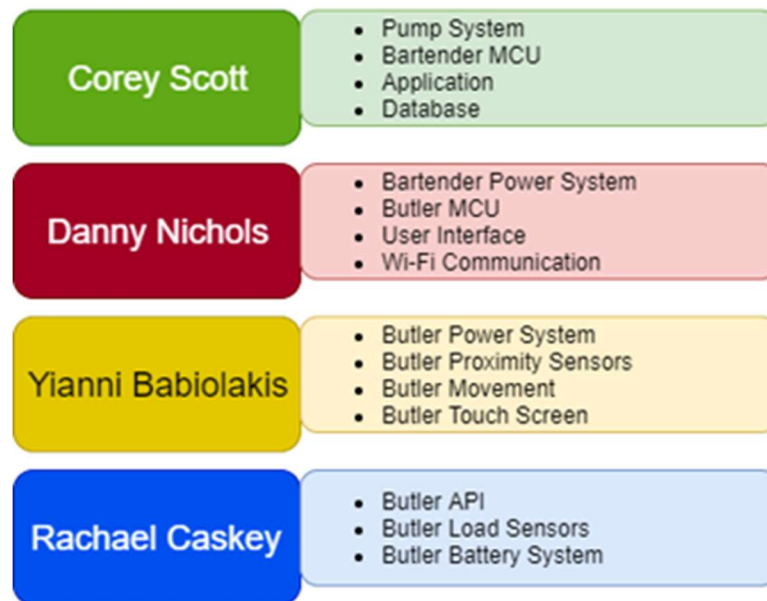 Corey Scott
• Pump System
• Bartender MCU
• Application
• Database
Danny Nichols
• Bartender Power System
• Butler MCU
• User Interface
• Wi-Fi Communication
Yianni Babiolakis
• Butler Power System
• Butler Proximity Sensors
• Butler Movement
• Butler Touch Screen
Rachael Caskey
• Butler API
• Butler Load Sensors
• Butler Battery System